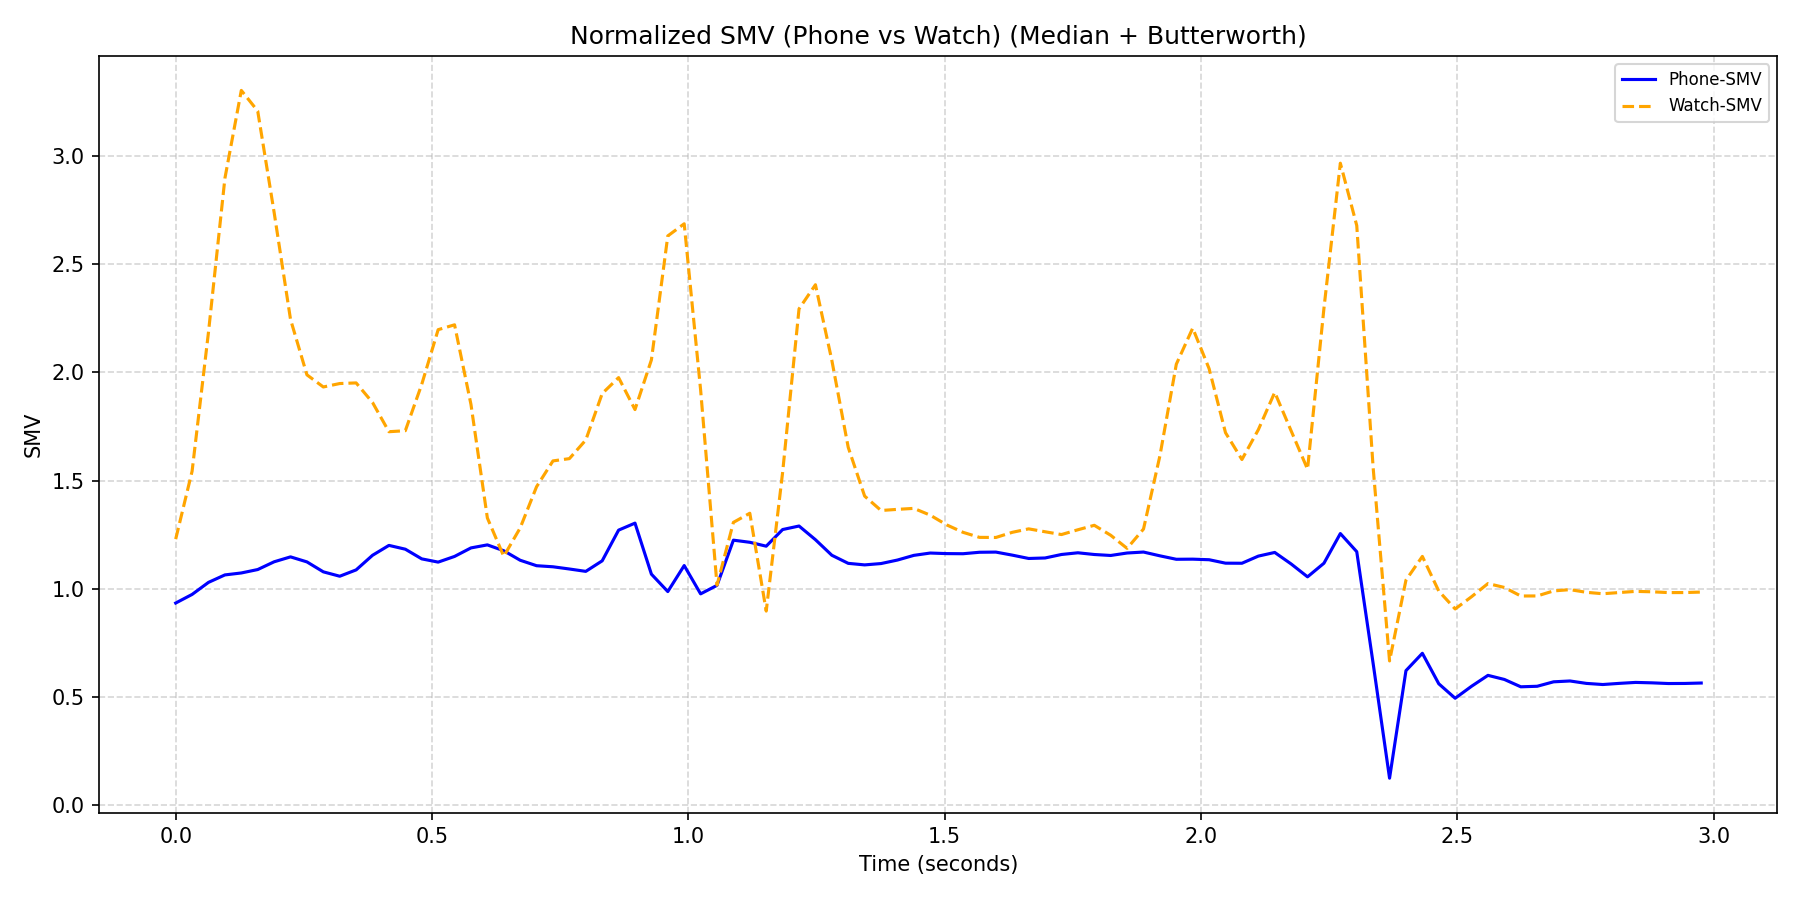 Normalized SMV (Phone vs Watch) (Median + Butterworth)
Phone-SMV
Watch-SMV
3.0
2.5
2.0
1.5
1.0
0.5
0.0
SMV
0.0 0.5 1.0 1.5 2.0 2.5 3.0
Time (seconds)